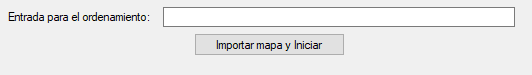 Entrada para el ordenamiento:
Importar mapa y Iniciar